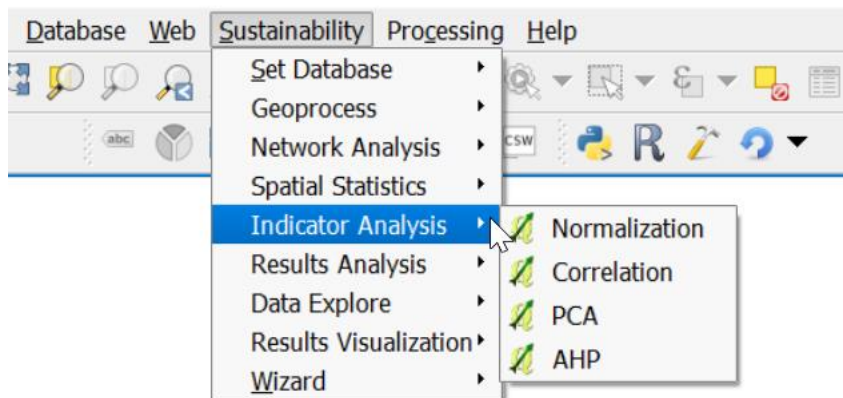 Database Web Sustainability Processing Help
Set Database
Geoprocess
abc
CSW
R
Network Analysis
Spatial Statistics
Indicator Analysis
Normalization
Results Analysis
Correlation
Data Explore
PCA
Results Visualization
AHP
Wizard